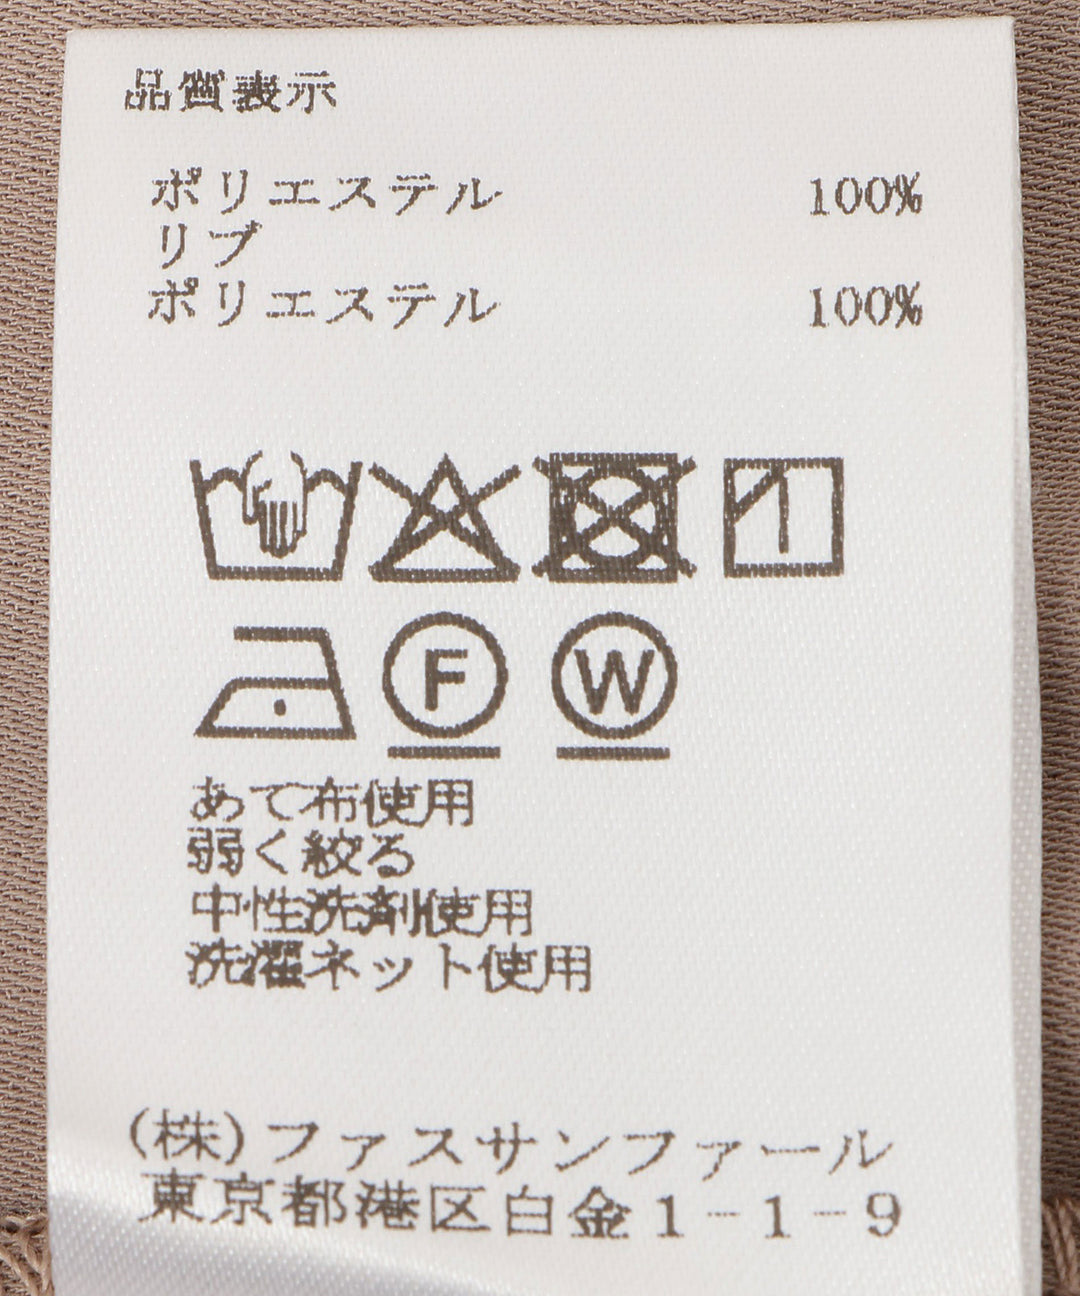 品質表示
ポリエステル 100%
リブ
ポリエステル 100%
F W
あて布使用
弱く絞る
中性洗剤使用
洗濯ネット使用
(株)ファスサンファール
東京都港区白金1-1-9